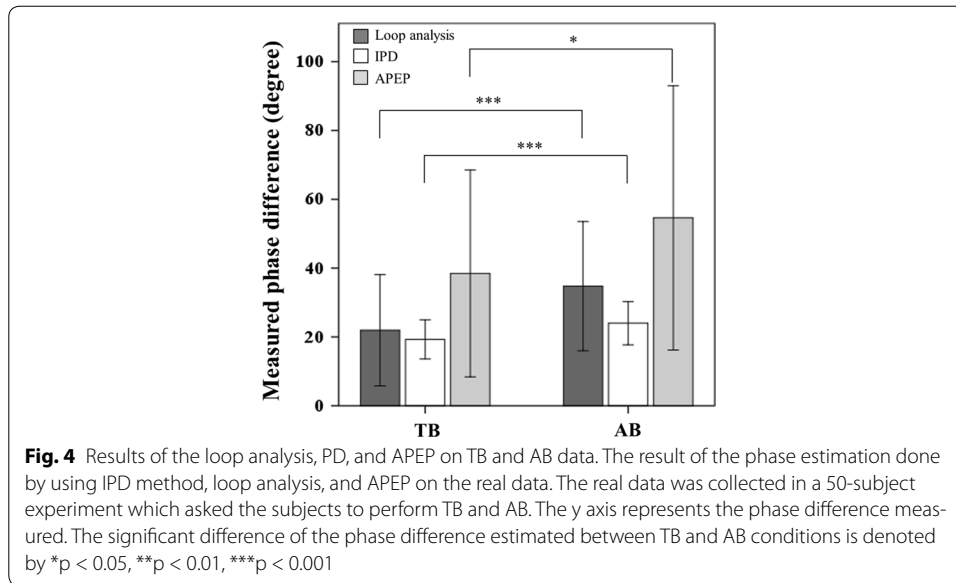 Loop analysis
IPD
APEP
*
***
***
Measured phase difference (degree)
100
80
60
40
20
0
TB
AB
Fig. 4 Results of the loop analysis, PD, and APEP on TB and AB data. The result of the phase estimation done
by using IPD method, loop analysis, and APEP on the real data. The real data was collected in a 50-subject
experiment which asked the subjects to perform TB and AB. The y axis represents the phase difference meas-
ured. The significant difference of the phase difference estimated between TB and AB conditions is denoted
by *p < 0.05, **p < 0.01, ***p < 0.001